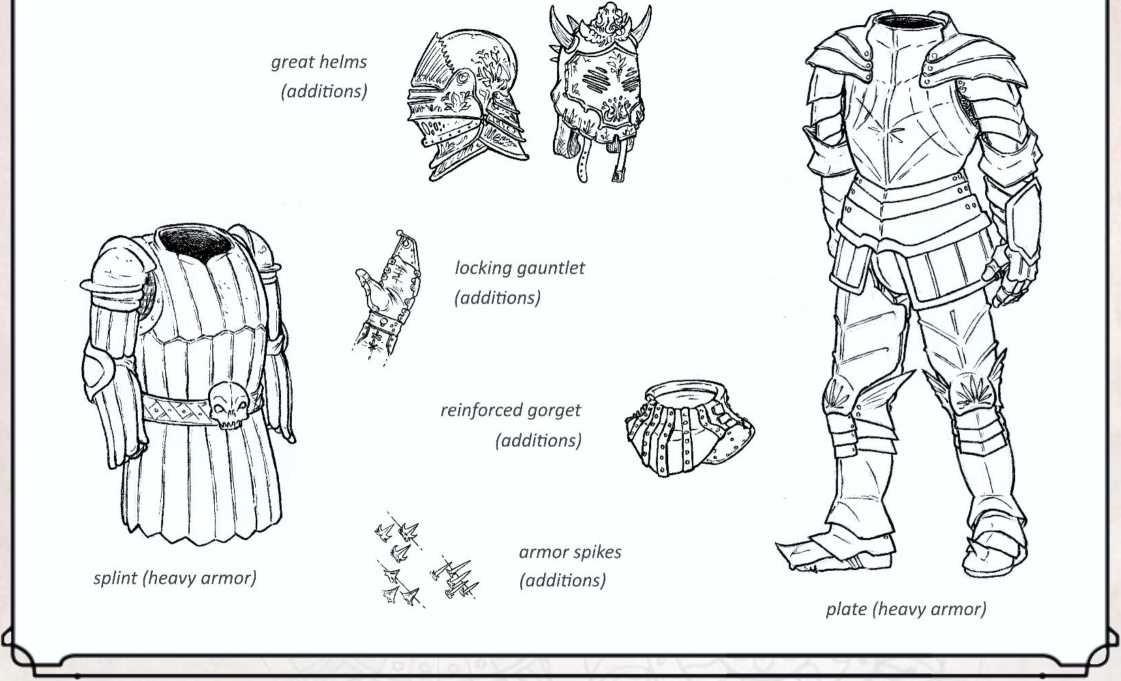 great helms
(additions)
locking gauntlet
(additions)
reinforced gorget
(additions)
armor spikes
(additions)
splint (heavy armor)
plate (heavy armor)